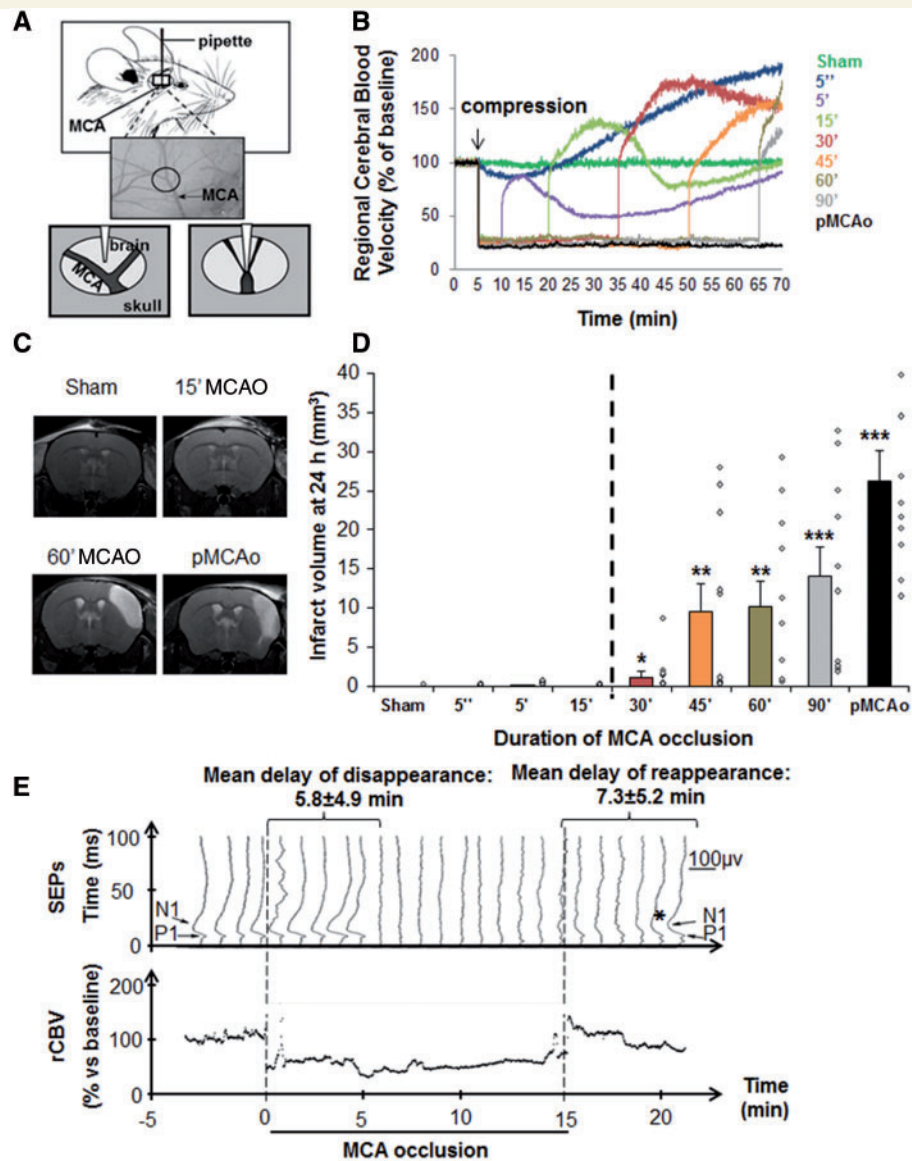 A
pipette
MCA
MCA
brain
MCA
skull
B
Regional Cerebral Blood
Velocity (% of baseline)
200
150
100
50
0
compression
0 5 10 15 20 25 30 35 40 45 50 55 60 65 70
Time (min)
Sham
5''
5'
15'
30'
45'
60'
90'
pMCAo
C
Sham 15' MCAO
60' MCAO pMCAo
D
Infarct volume at 24 h (mm³)
40
35
30
25
20
15
10
5
0
* ** ** *** ***
Sham 5'' 5' 15' 30' 45' 60' 90' pMCAo
Duration of MCA occlusion
E
Mean delay of disappearance:
5.8±4.9 min
Mean delay of reappearance:
7.3±5.2 min
SEPs
Time (ms)
100
50
0
N1
P1
100µv
*
N1
P1
rCBV
(% vs baseline)
200
100
0
-5 0 5 10 15 20
Time
(min)
MCA occlusion